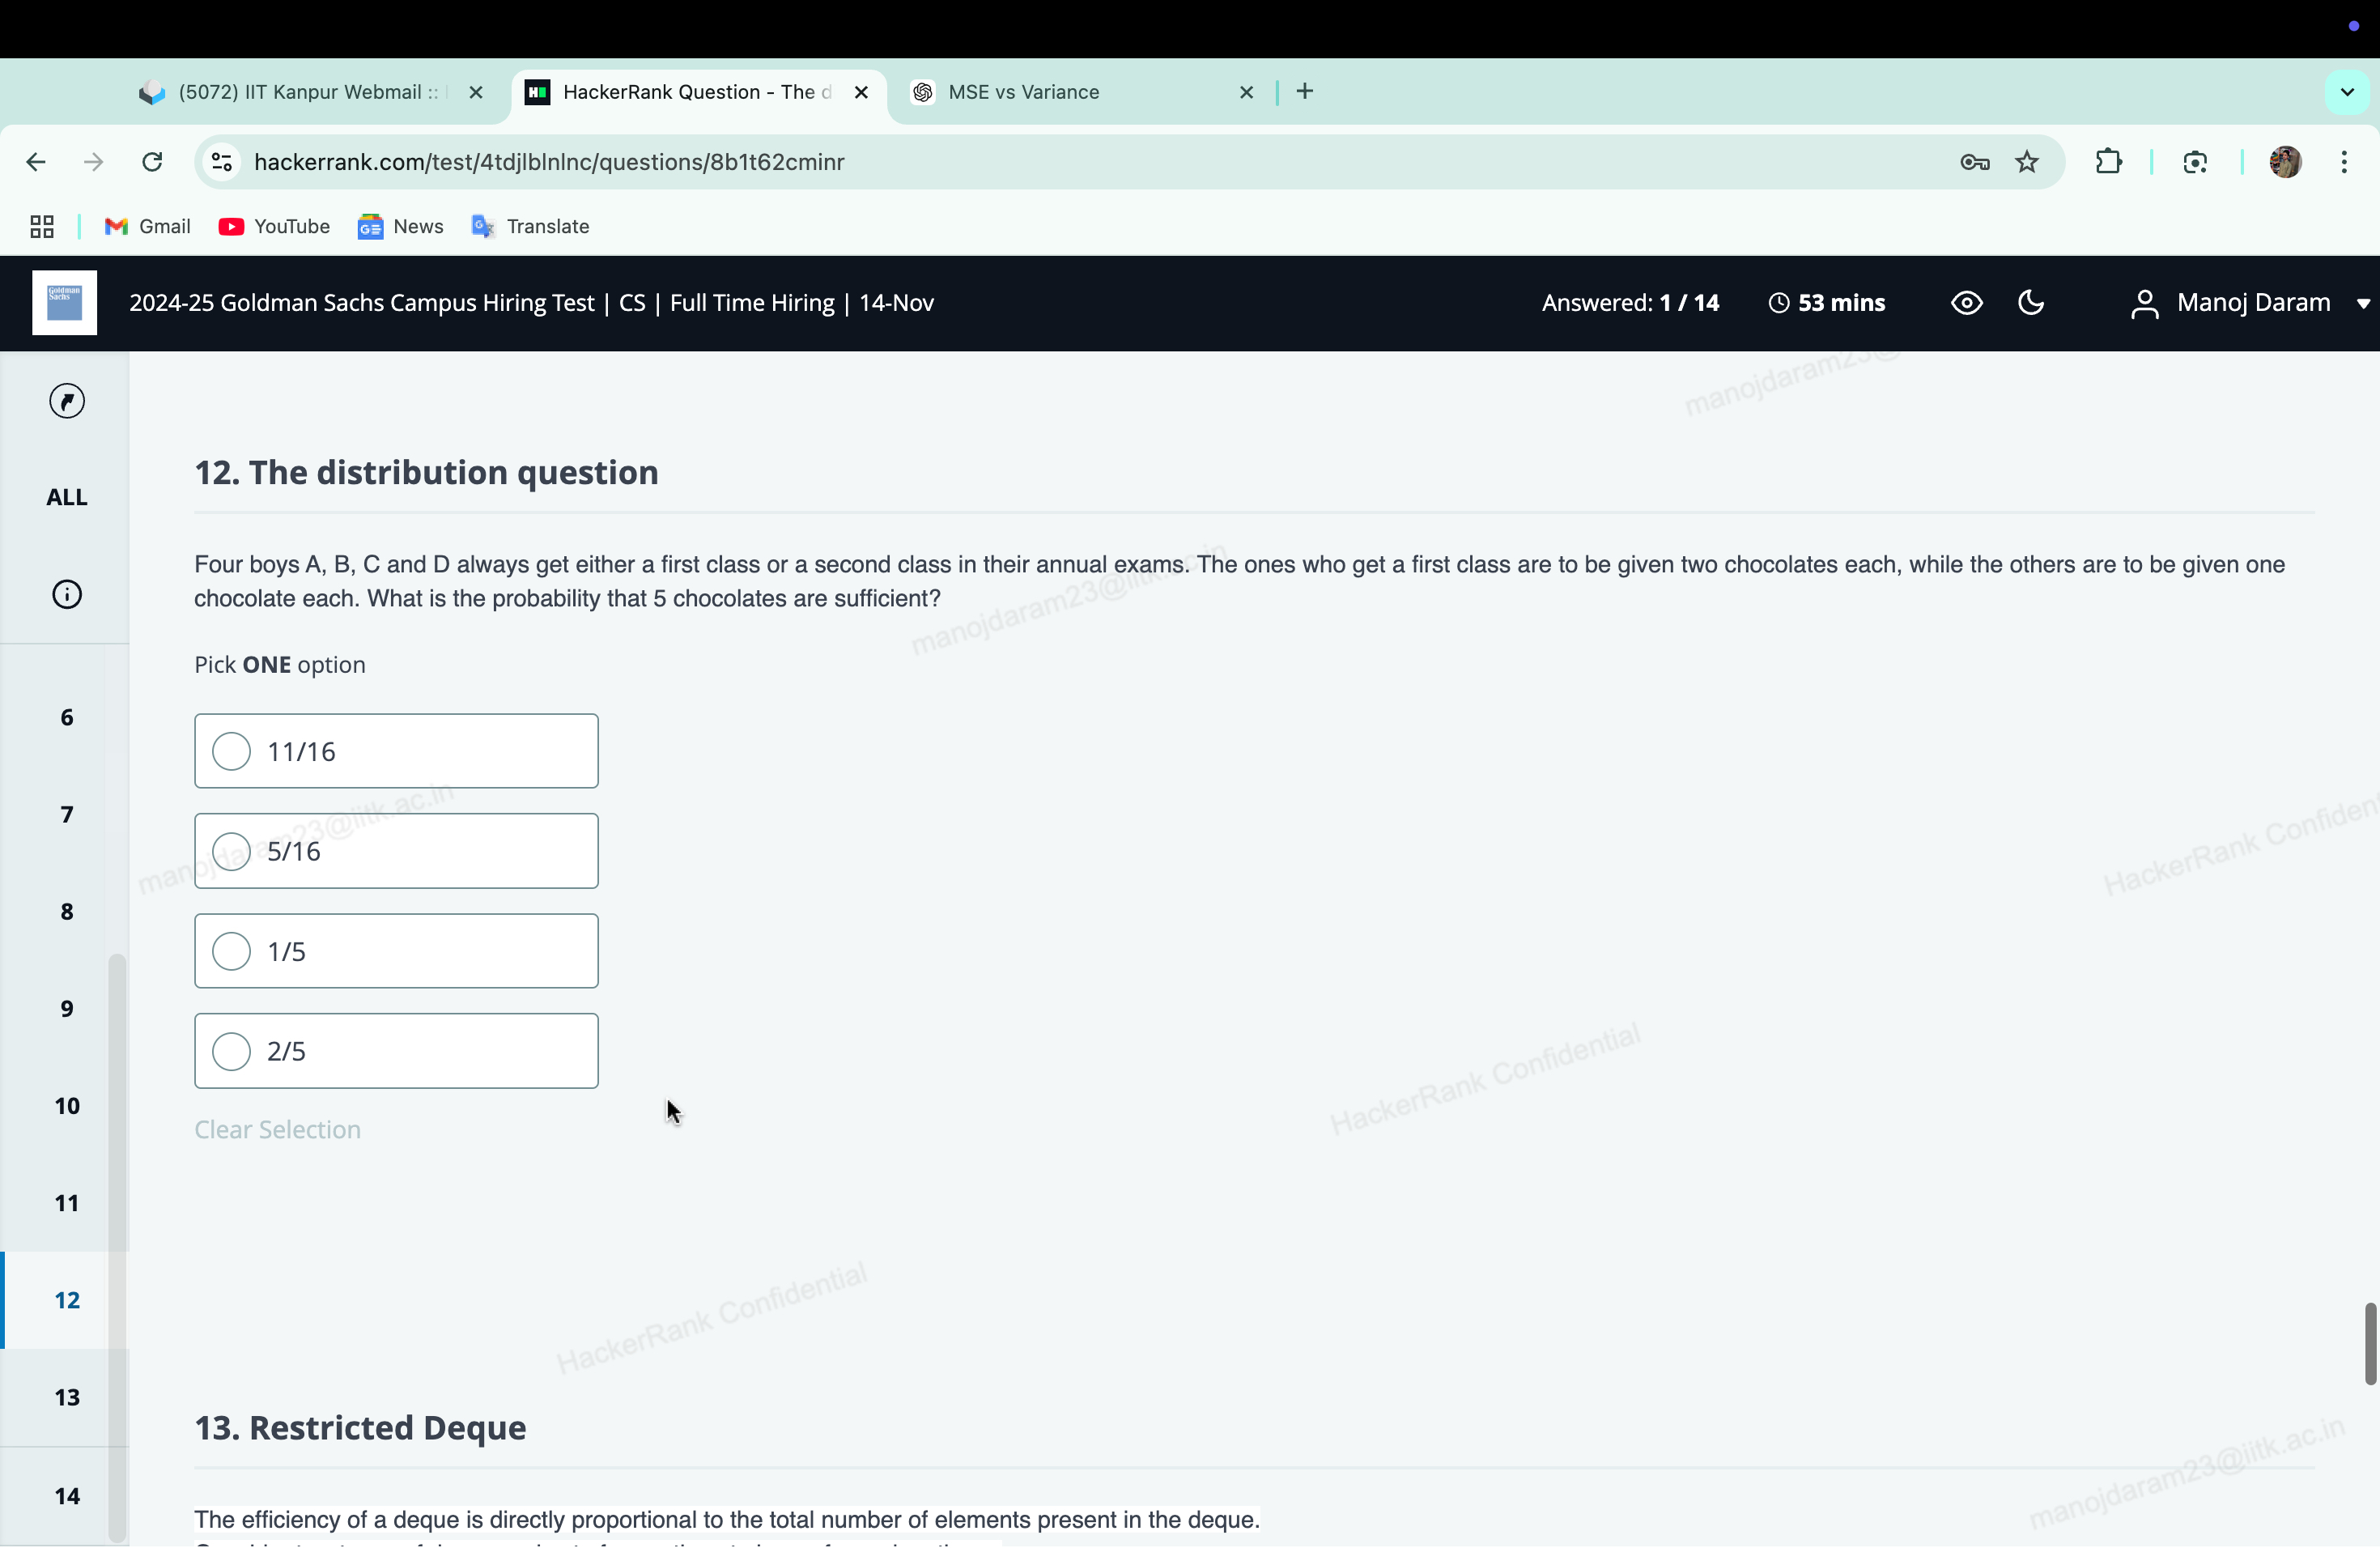 (5072) IIT Kanpur Webmail ::
HackerRank Question - The d
MSE vs Variance
hackerrank.com/test/4tdjlblnlnc/questions/8b1t62cminr
Gmail
YouTube
News
Translate
Goldman
Sachs
2024-25 Goldman Sachs Campus Hiring Test | CS | Full Time Hiring | 14-Nov
Answered: 1 / 14
53 mins
Manoj Daram
ALL
6
7
8
9
10
11
12
13
14
12. The distribution question
Four boys A, B, C and D always get either a first class or a second class in their annual exams. The ones who get a first class are to be given two chocolates each, while the others are to be given one
chocolate each. What is the probability that 5 chocolates are sufficient?
Pick ONE option
11/16
5/16
1/5
2/5
Clear Selection
13. Restricted Deque
The efficiency of a deque is directly proportional to the total number of elements present in the deque.
manojdaram23@
manojdaram23@iitk.ac.in
manojdaram23@iitk.ac.in
HackerRank
HackerRank Confidential
HackerRank Confidential
manojdaram23@iitk.ac.in